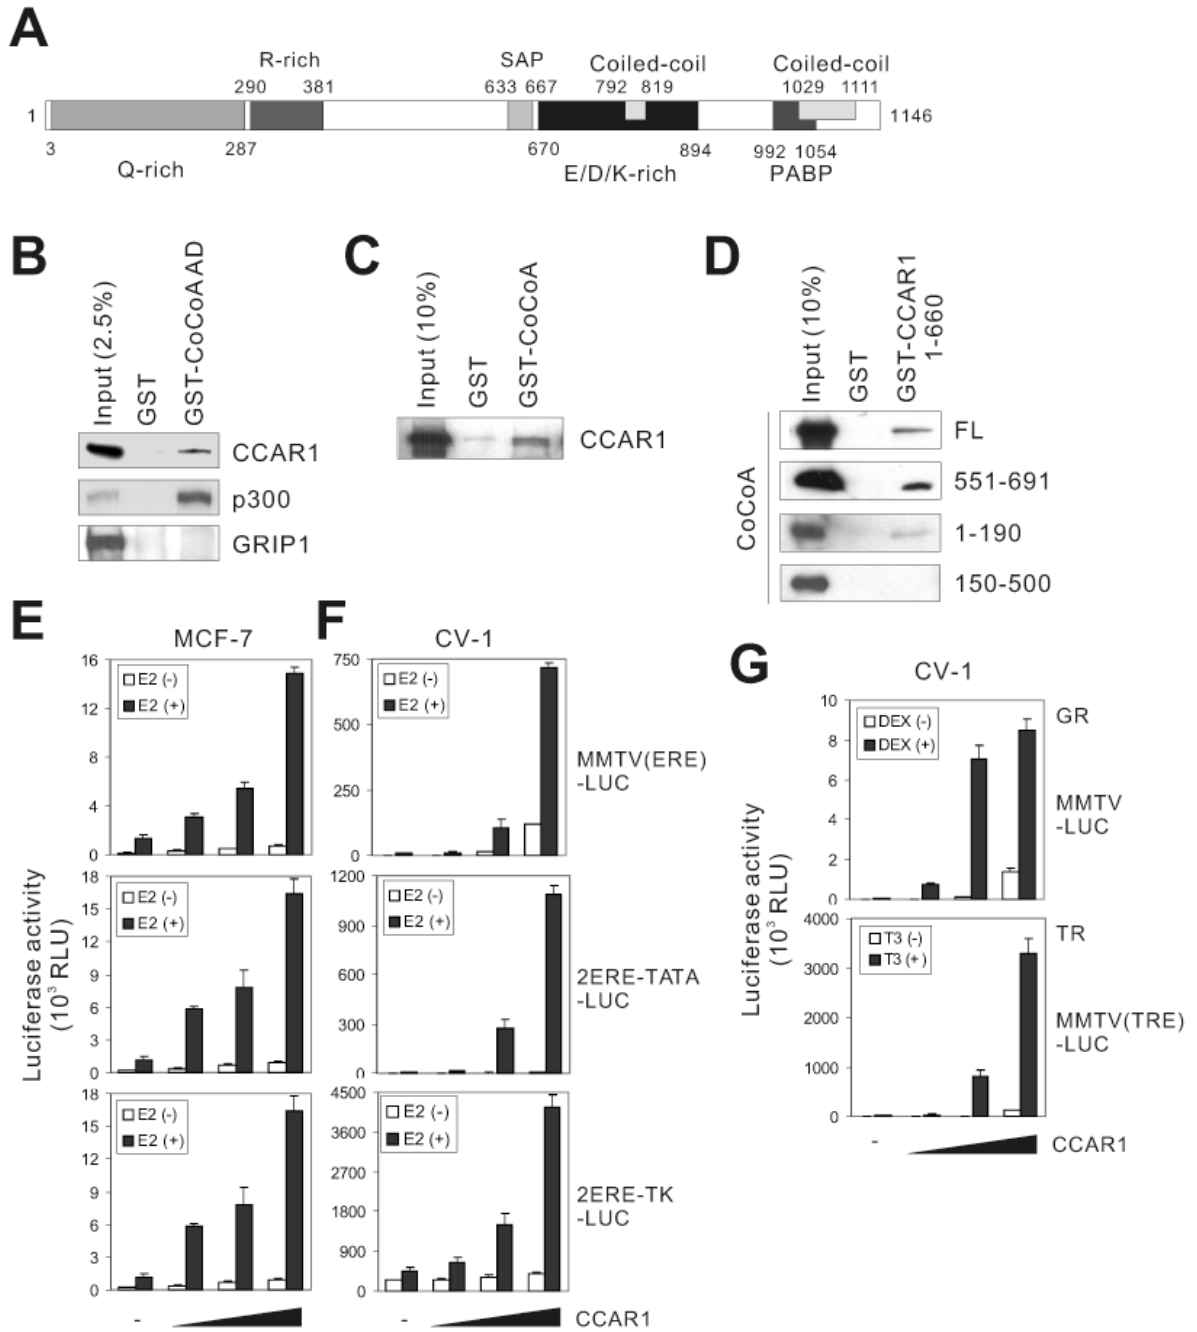 A
R-rich
SAP
Coiled-coil
Coiled-coil
290 381
633 667
792 819
1029 1111
1
1146
3
287
670
894
992 1054
Q-rich
E/D/K-rich
PABP
B
Input (2.5%)
GST
GST-CoCoAAD
CCAR1
p300
GRIP1
C
Input (10%)
GST
GST-CoCoA
CCAR1
D
Input (10%)
GST
GST-CCAR1
1-660
CoCoA
FL
551-691
1-190
150-500
E
MCF-7
Luciferase activity
(10³ RLU)
16
12
8
4
0
E2 (-)
E2 (+)
18
15
12
9
6
3
0
E2 (-)
E2 (+)
18
15
12
9
6
3
0
E2 (-)
E2 (+)
-
F
CV-1
750
500
250
0
E2 (-)
E2 (+)
MMTV(ERE)
-LUC
1200
900
600
300
0
E2 (-)
E2 (+)
2ERE-TATA
-LUC
4500
3600
2700
1800
900
0
E2 (-)
E2 (+)
2ERE-TK
-LUC
-
CCAR1
G
CV-1
Luciferase activity
(10³ RLU)
10
8
6
4
2
0
DEX (-)
DEX (+)
GR
MMTV
-LUC
4000
3000
2000
1000
0
T3 (-)
T3 (+)
TR
MMTV(TRE)
-LUC
-
CCAR1